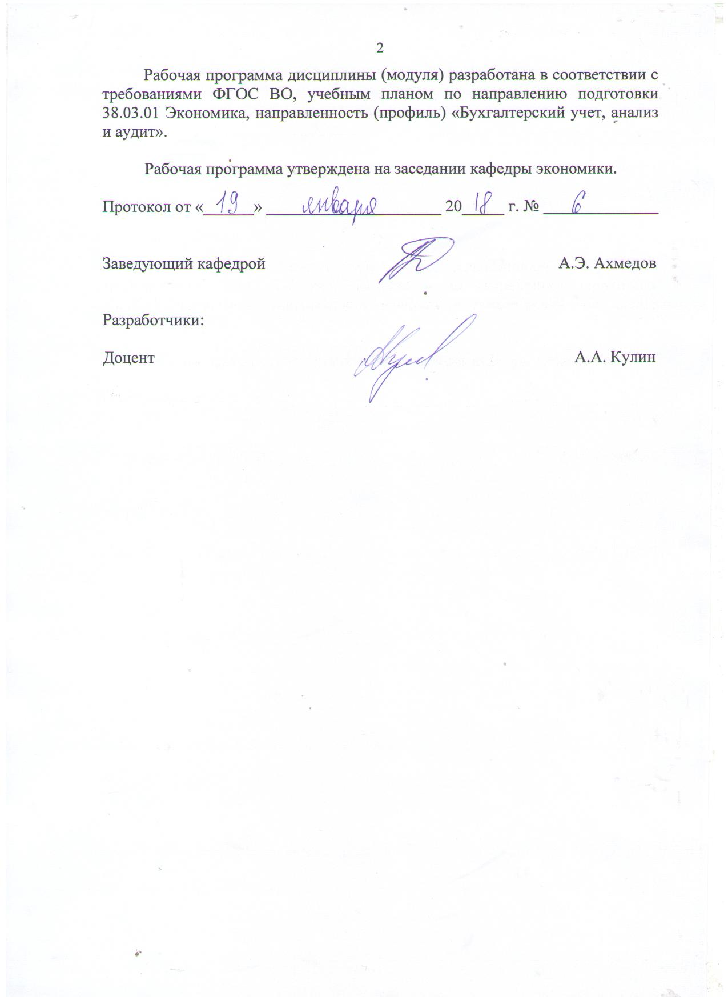 2
Рабочая программа дисциплины (модуля) разработана в соответствии с
требованиями ФГОС ВО, учебным планом по направлению подготовки
38.03.01 Экономика, направленность (профиль) «Бухгалтерский учет, анализ
и аудит».
Рабочая программа утверждена на заседании кафедры экономики.
Протокол от «19» января 2018 г. № 6
Заведующий кафедрой А.Э. Ахмедов
Разработчики:
Доцент А.А. Кулин